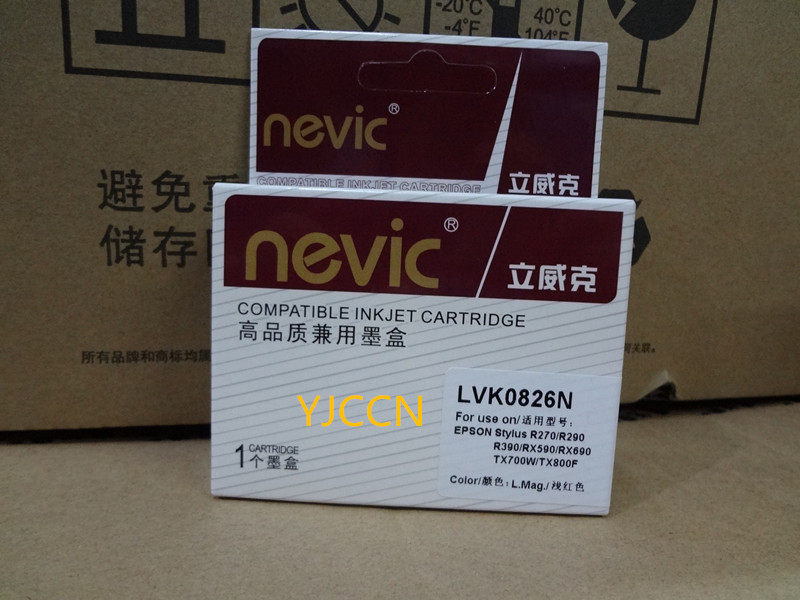 -20°C
-4°F
40°C
104°F
nevic®
立威克
COMPATIBLE INKJET CARTRIDGE
避免重
储存
所有品牌和商标均属
nevic®
立威克
COMPATIBLE INKJET CARTRIDGE
高品质兼用墨盒
YJCCN
1 CARTRIDGE
个墨盒
LVK0826N
For use on/适用型号:
EPSON Stylus R270/R290
R390/RX590/RX690
TX700W/TX800F
Color/颜色: L.Mag./浅红色